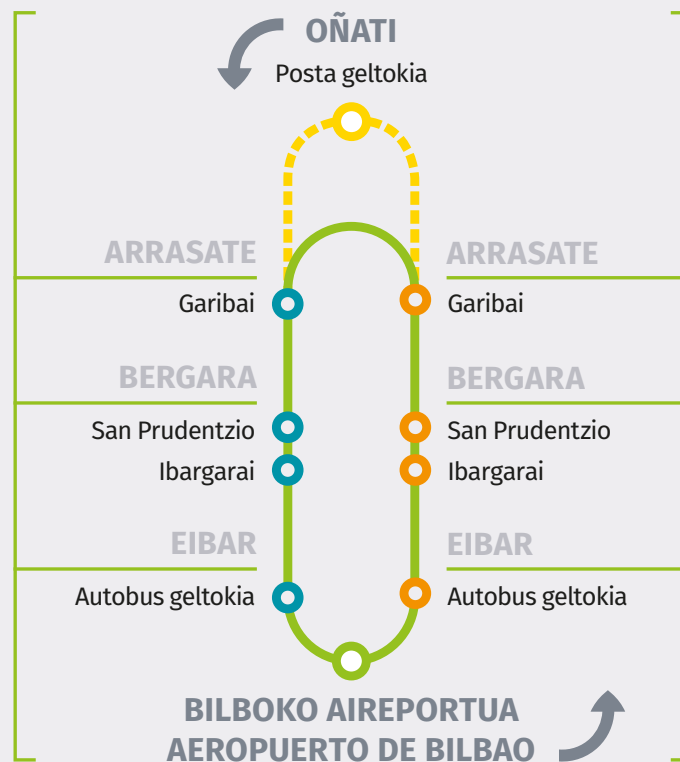 OÑATI
Posta geltokia
ARRASATE
Garibai
BERGARA
San Prudentzio
Ibargarai
EIBAR
Autobus geltokia
ARRASATE
Garibai
BERGARA
San Prudentzio
Ibargarai
EIBAR
Autobus geltokia
BILBOKO AIREPORTUA
AEROPUERTO DE BILBAO